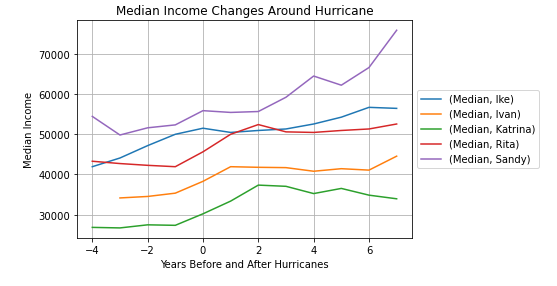 Median Income Changes Around Hurricane
Median Income
70000
60000
50000
40000
30000
−4
−2
0
2
4
6
Years Before and After Hurricanes
(Median, Ike)
(Median, Ivan)
(Median, Katrina)
(Median, Rita)
(Median, Sandy)